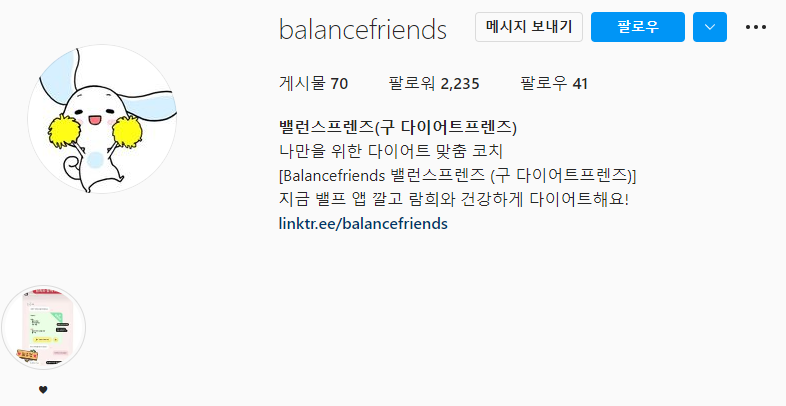 balancefriends 메시지 보내기 팔로우
게시물 70 팔로워 2,235 팔로우 41
밸런스프렌즈(구 다이어트프렌즈)
나만을 위한 다이어트 맞춤 코치
[Balancefriends 밸런스프렌즈 (구 다이어트프렌즈)]
지금 밸프 앱 깔고 람희와 건강하게 다이어트해요!
linktr.ee/balancefriends